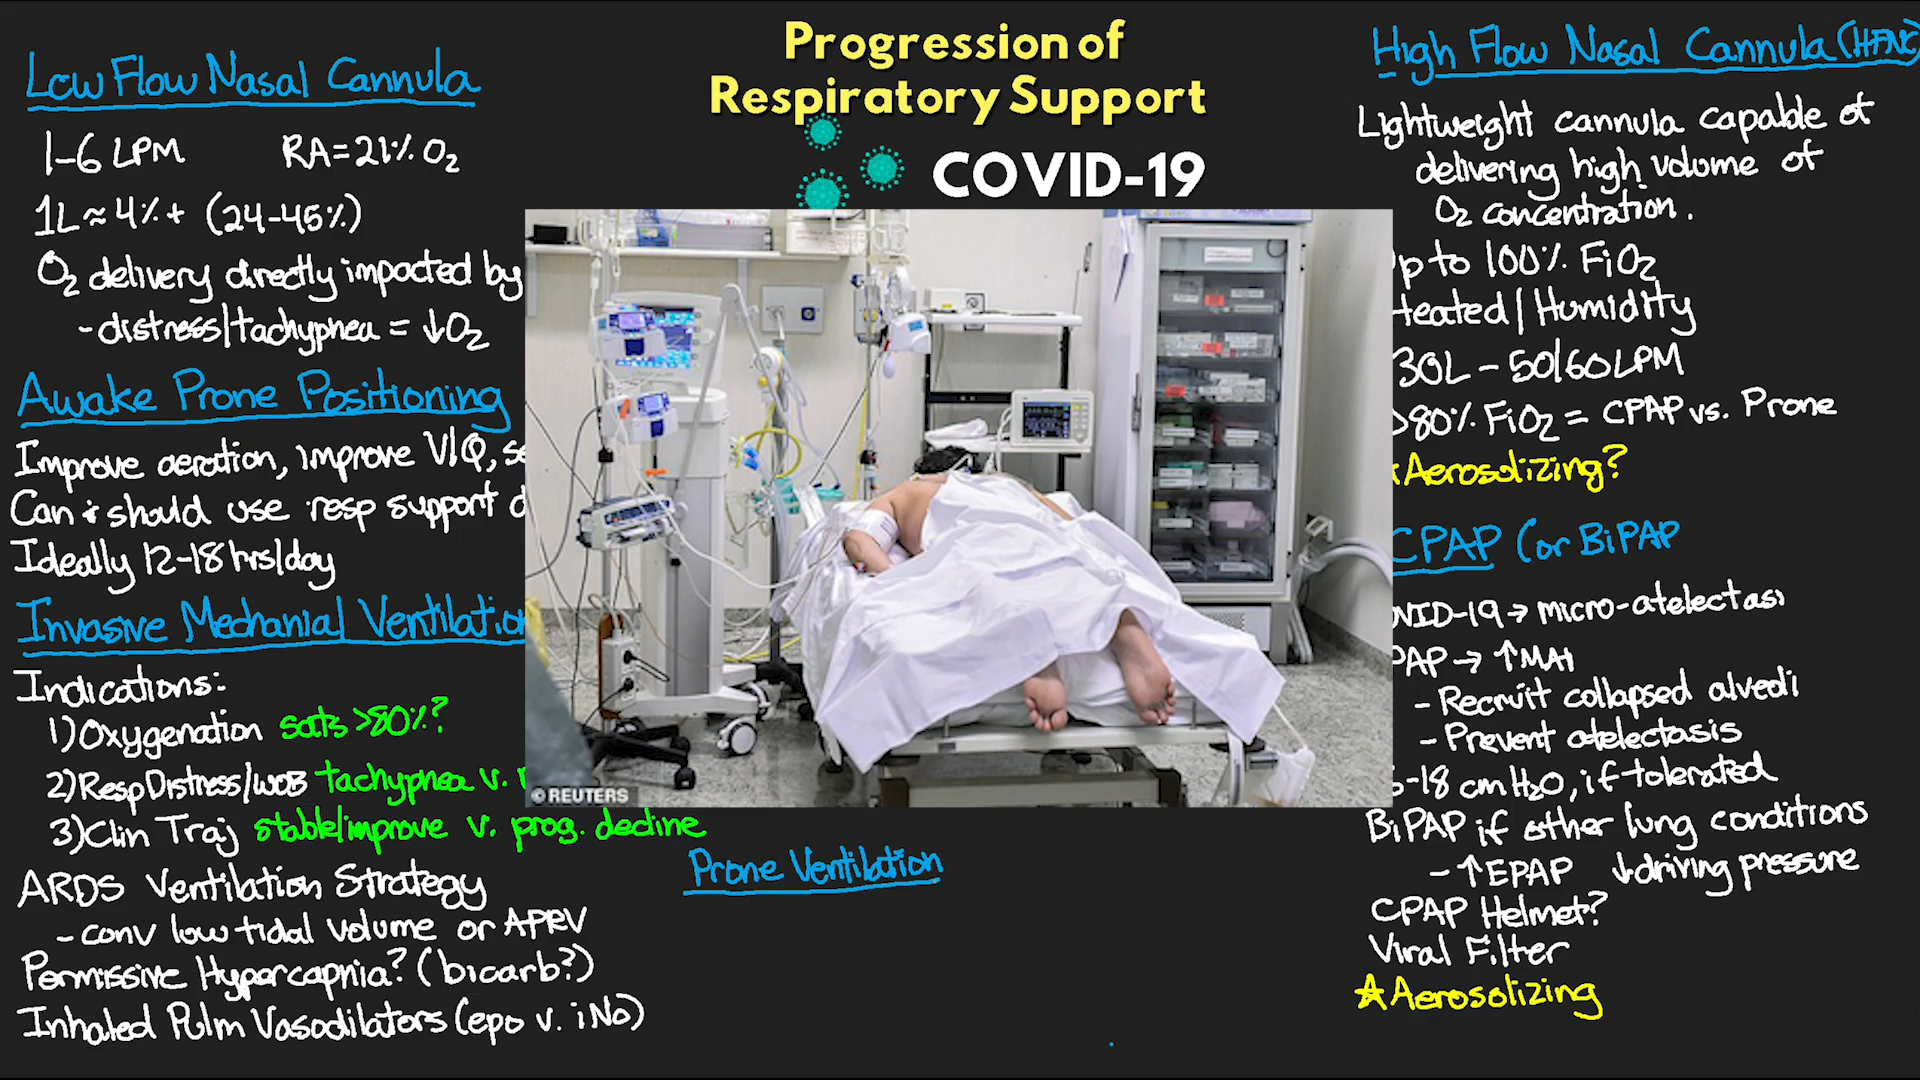 Progression of
Respiratory Support
COVID-19
Low Flow Nasal Cannula
1-6 LPM RA=21% O2
1L ≈ 4% + (24-45%)
O2 delivery directly impacted by
- distress/tachypnea = ↓O2
Awake Prone Positioning
Improve aeration, improve V/Q,
Can & should use resp support
Ideally 12-18 hrs/day
Invasive Mechanial Ventilation
Indications:
1) Oxygenation sats >80%?
2) Resp Distress/WOB tachypnea v.
3) Clin Traj stable/improve v. prog. decline
ARDS Ventilation Strategy
- conv low tidal volume or APRV
Permissive Hypercapnia? (bicarb?)
Inhaled Pulm Vasodilators (epo v. iNo)
© REUTERS
Prone Ventilation
High Flow Nasal Cannula (HFNC)
Lightweight cannula capable of
delivering high volume of
O2 concentration.
to 100% FiO2
Heated/Humidity
30L - 50/60 LPM
>80% FiO2 = CPAP vs. Prone
Aerosolizing?
CPAP (or BiPAP
→ micro-atelectasi
→ ↑MAP
- Recruit collapsed alveoli
- Prevent atelectasis
-18 cmH2O, if tolerated
BiPAP if other lung conditions
- ↑EPAP ↓driving pressure
CPAP Helmet?
Viral Filter
☆Aerosolizing